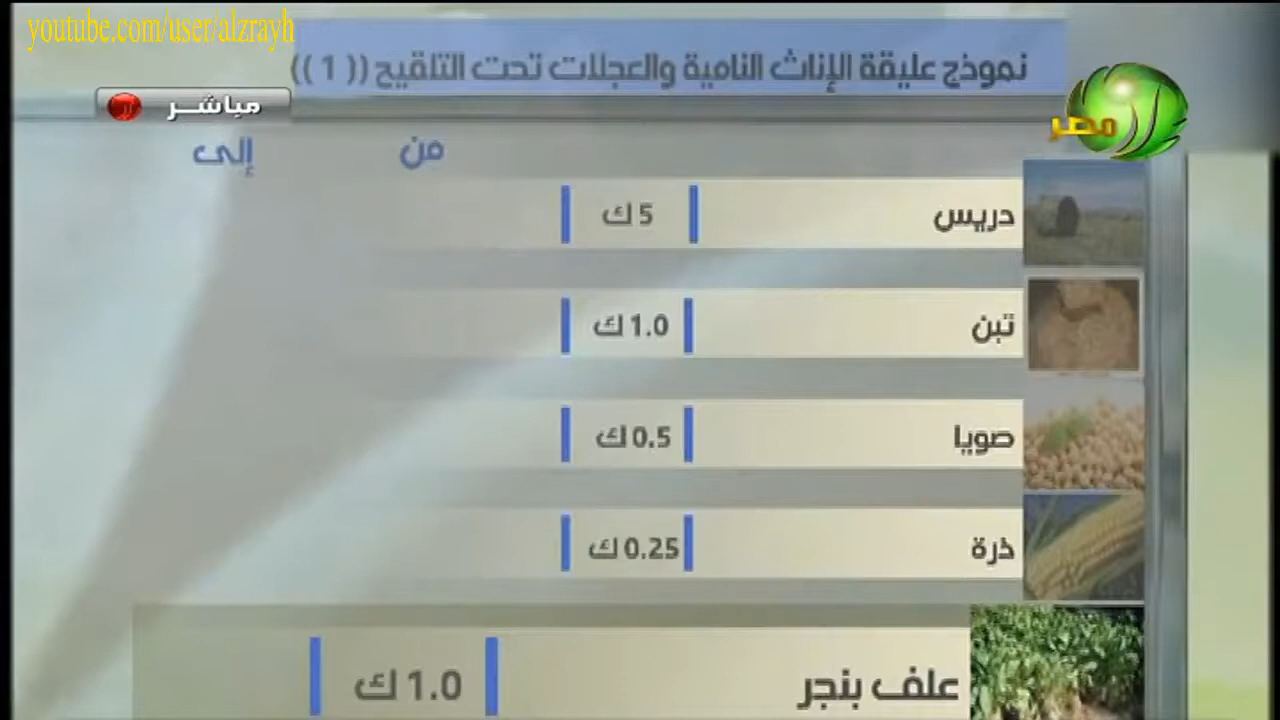 youtube.com/user/alzrayh
نموذج عليقة الإناث النامية والعجلات تحت التلقيح (( 1 ))
مباشـر
مصر
من إلى
دريس 5 ك
تبن 1.0 ك
صويا 0.5 ك
ذرة 0.25 ك
علف بنجر 1.0 ك